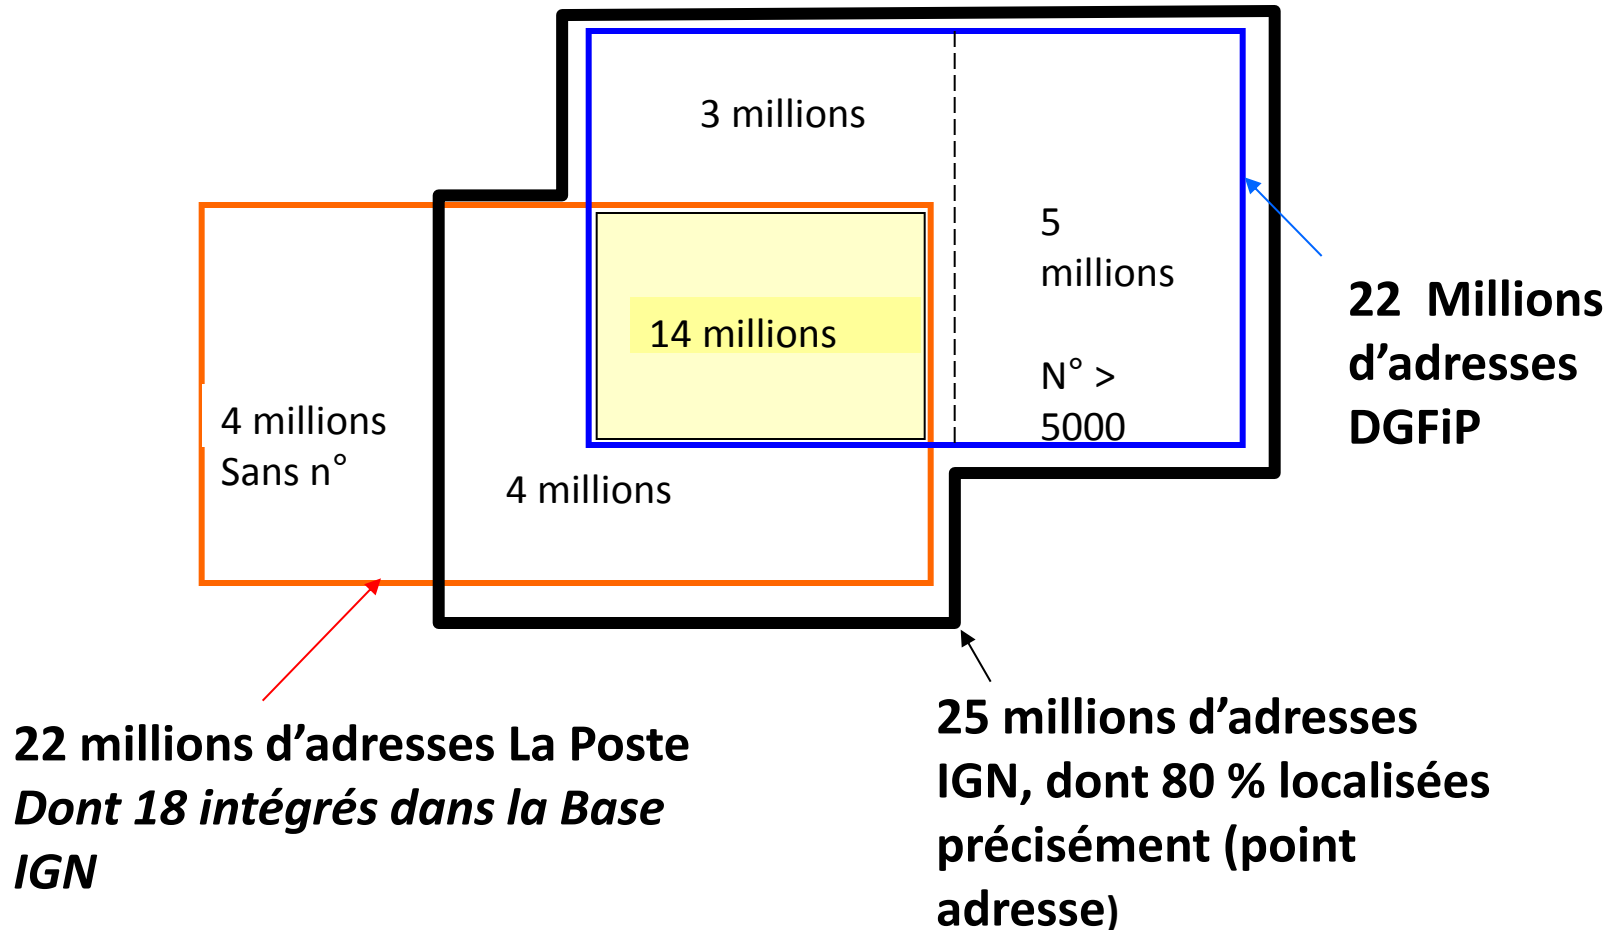 3 millions
5
millions
N° >
5000
14 millions
4 millions
Sans n°
4 millions
22  Millions
d’adresses
DGFiP
22 millions d’adresses La Poste
Dont 18 intégrés dans la Base
IGN
25 millions d’adresses
IGN, dont 80 % localisées
précisément (point
adresse)